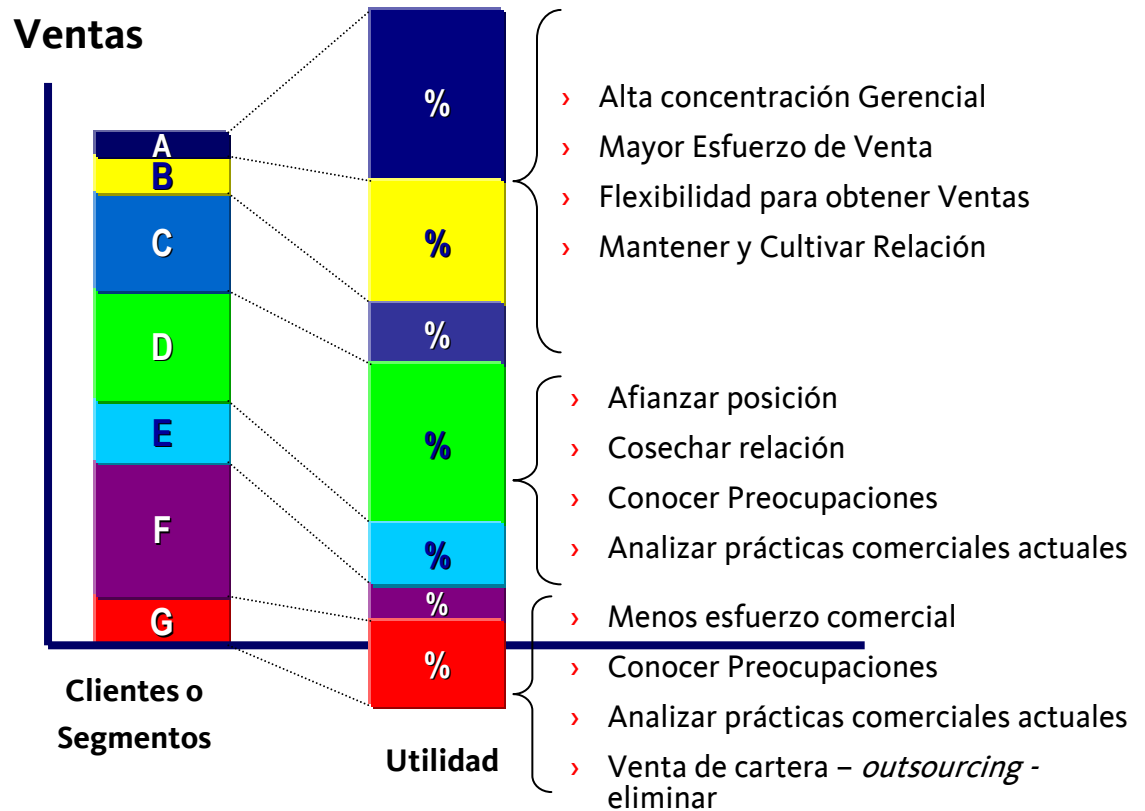 Ventas
A
B
C
D
E
F
G
Clientes o
Segmentos
%
%
%
%
%
%
%
Utilidad
› Alta concentración Gerencial
› Mayor Esfuerzo de Venta
› Flexibilidad para obtener Ventas
› Mantener y Cultivar Relación
› Afianzar posición
› Cosechar relación
› Conocer Preocupaciones
› Analizar prácticas comerciales actuales
› Menos esfuerzo comercial
› Conocer Preocupaciones
› Analizar prácticas comerciales actuales
› Venta de cartera – outsourcing -
eliminar